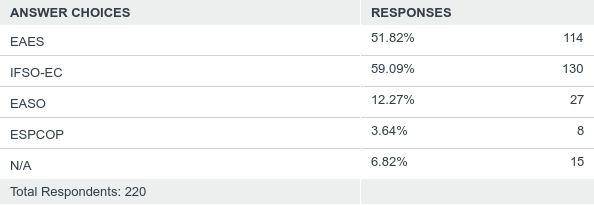 ANSWER CHOICES RESPONSES
EAES 51.82% 114
IFSO-EC 59.09% 130
EASO 12.27% 27
ESPCOP 3.64% 8
N/A 6.82% 15
Total Respondents: 220